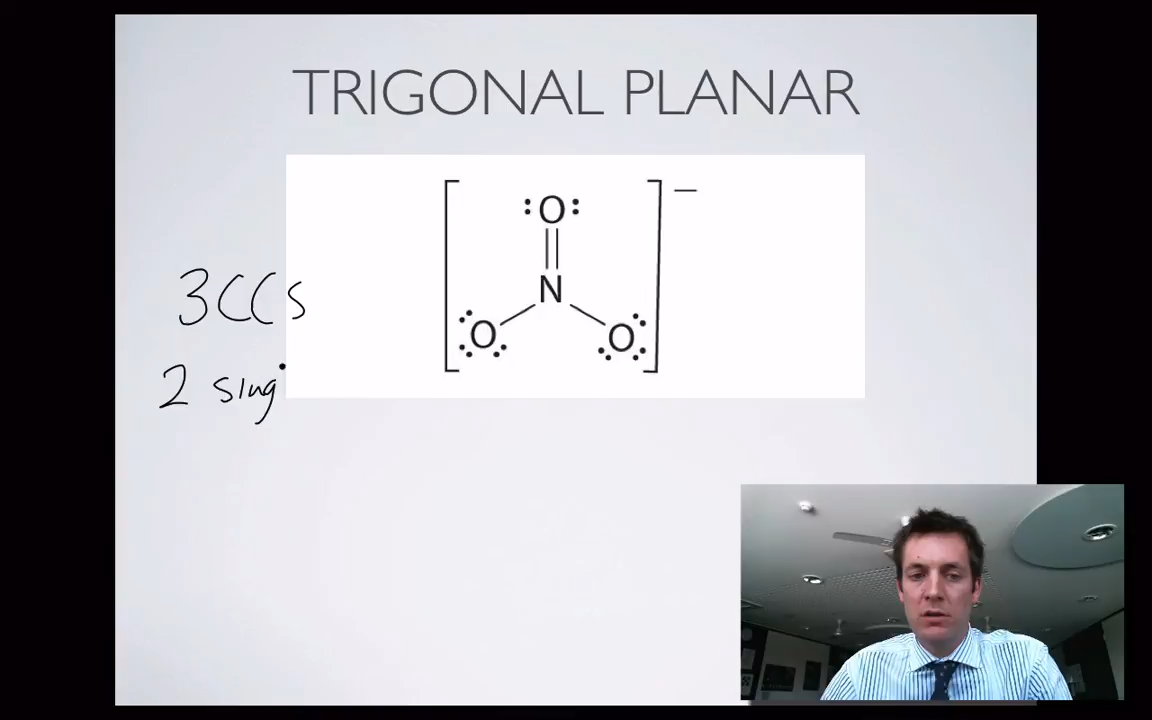 TRIGONAL PLANAR
:O:
N
O
O
–
3CCs
2 sing